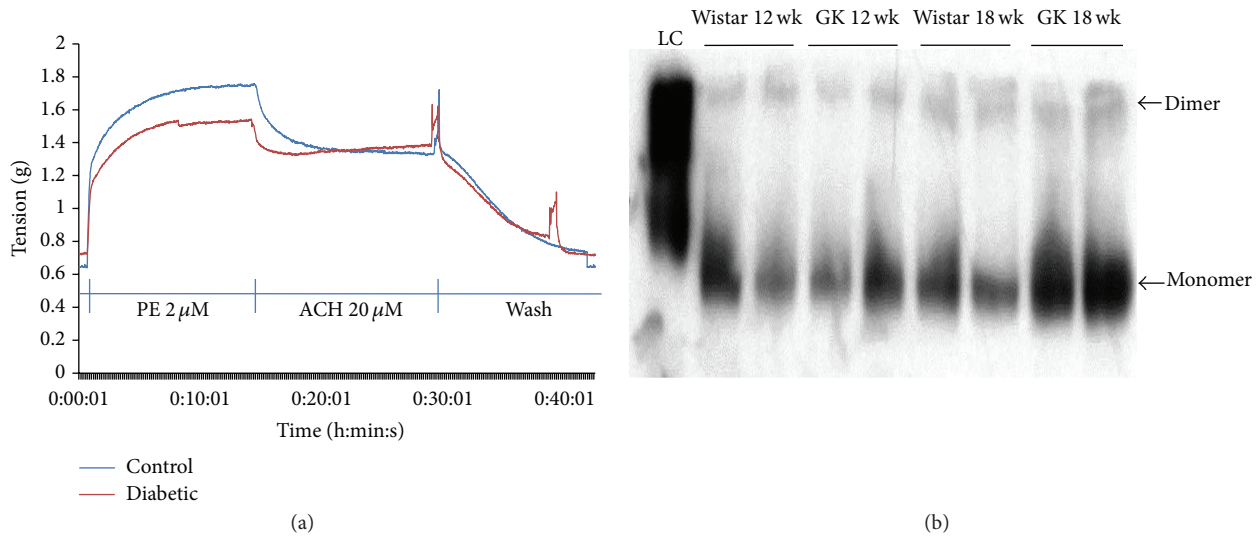 2
1.8
1.6
1.4
1.2
1
0.8
0.6
0.4
0.2
0
Tension (g)
PE 2 μM
ACH 20 μM
Wash
0:00:01
0:10:01
0:20:01
0:30:01
0:40:01
Time (h:min:s)
Control
Diabetic
(a)
Wistar 12 wk
GK 12 wk
Wistar 18 wk
GK 18 wk
LC
Dimer
Monomer
(b)